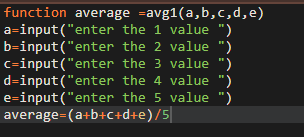 function average =avg1(a,b,c,d,e)
a=input("enter the 1 value ")
b=input("enter the 2 value ")
c=input("enter the 3 value ")
d=input("enter the 4 value ")
e=input("enter the 5 value ")
average=(a+b+c+d+e)/5